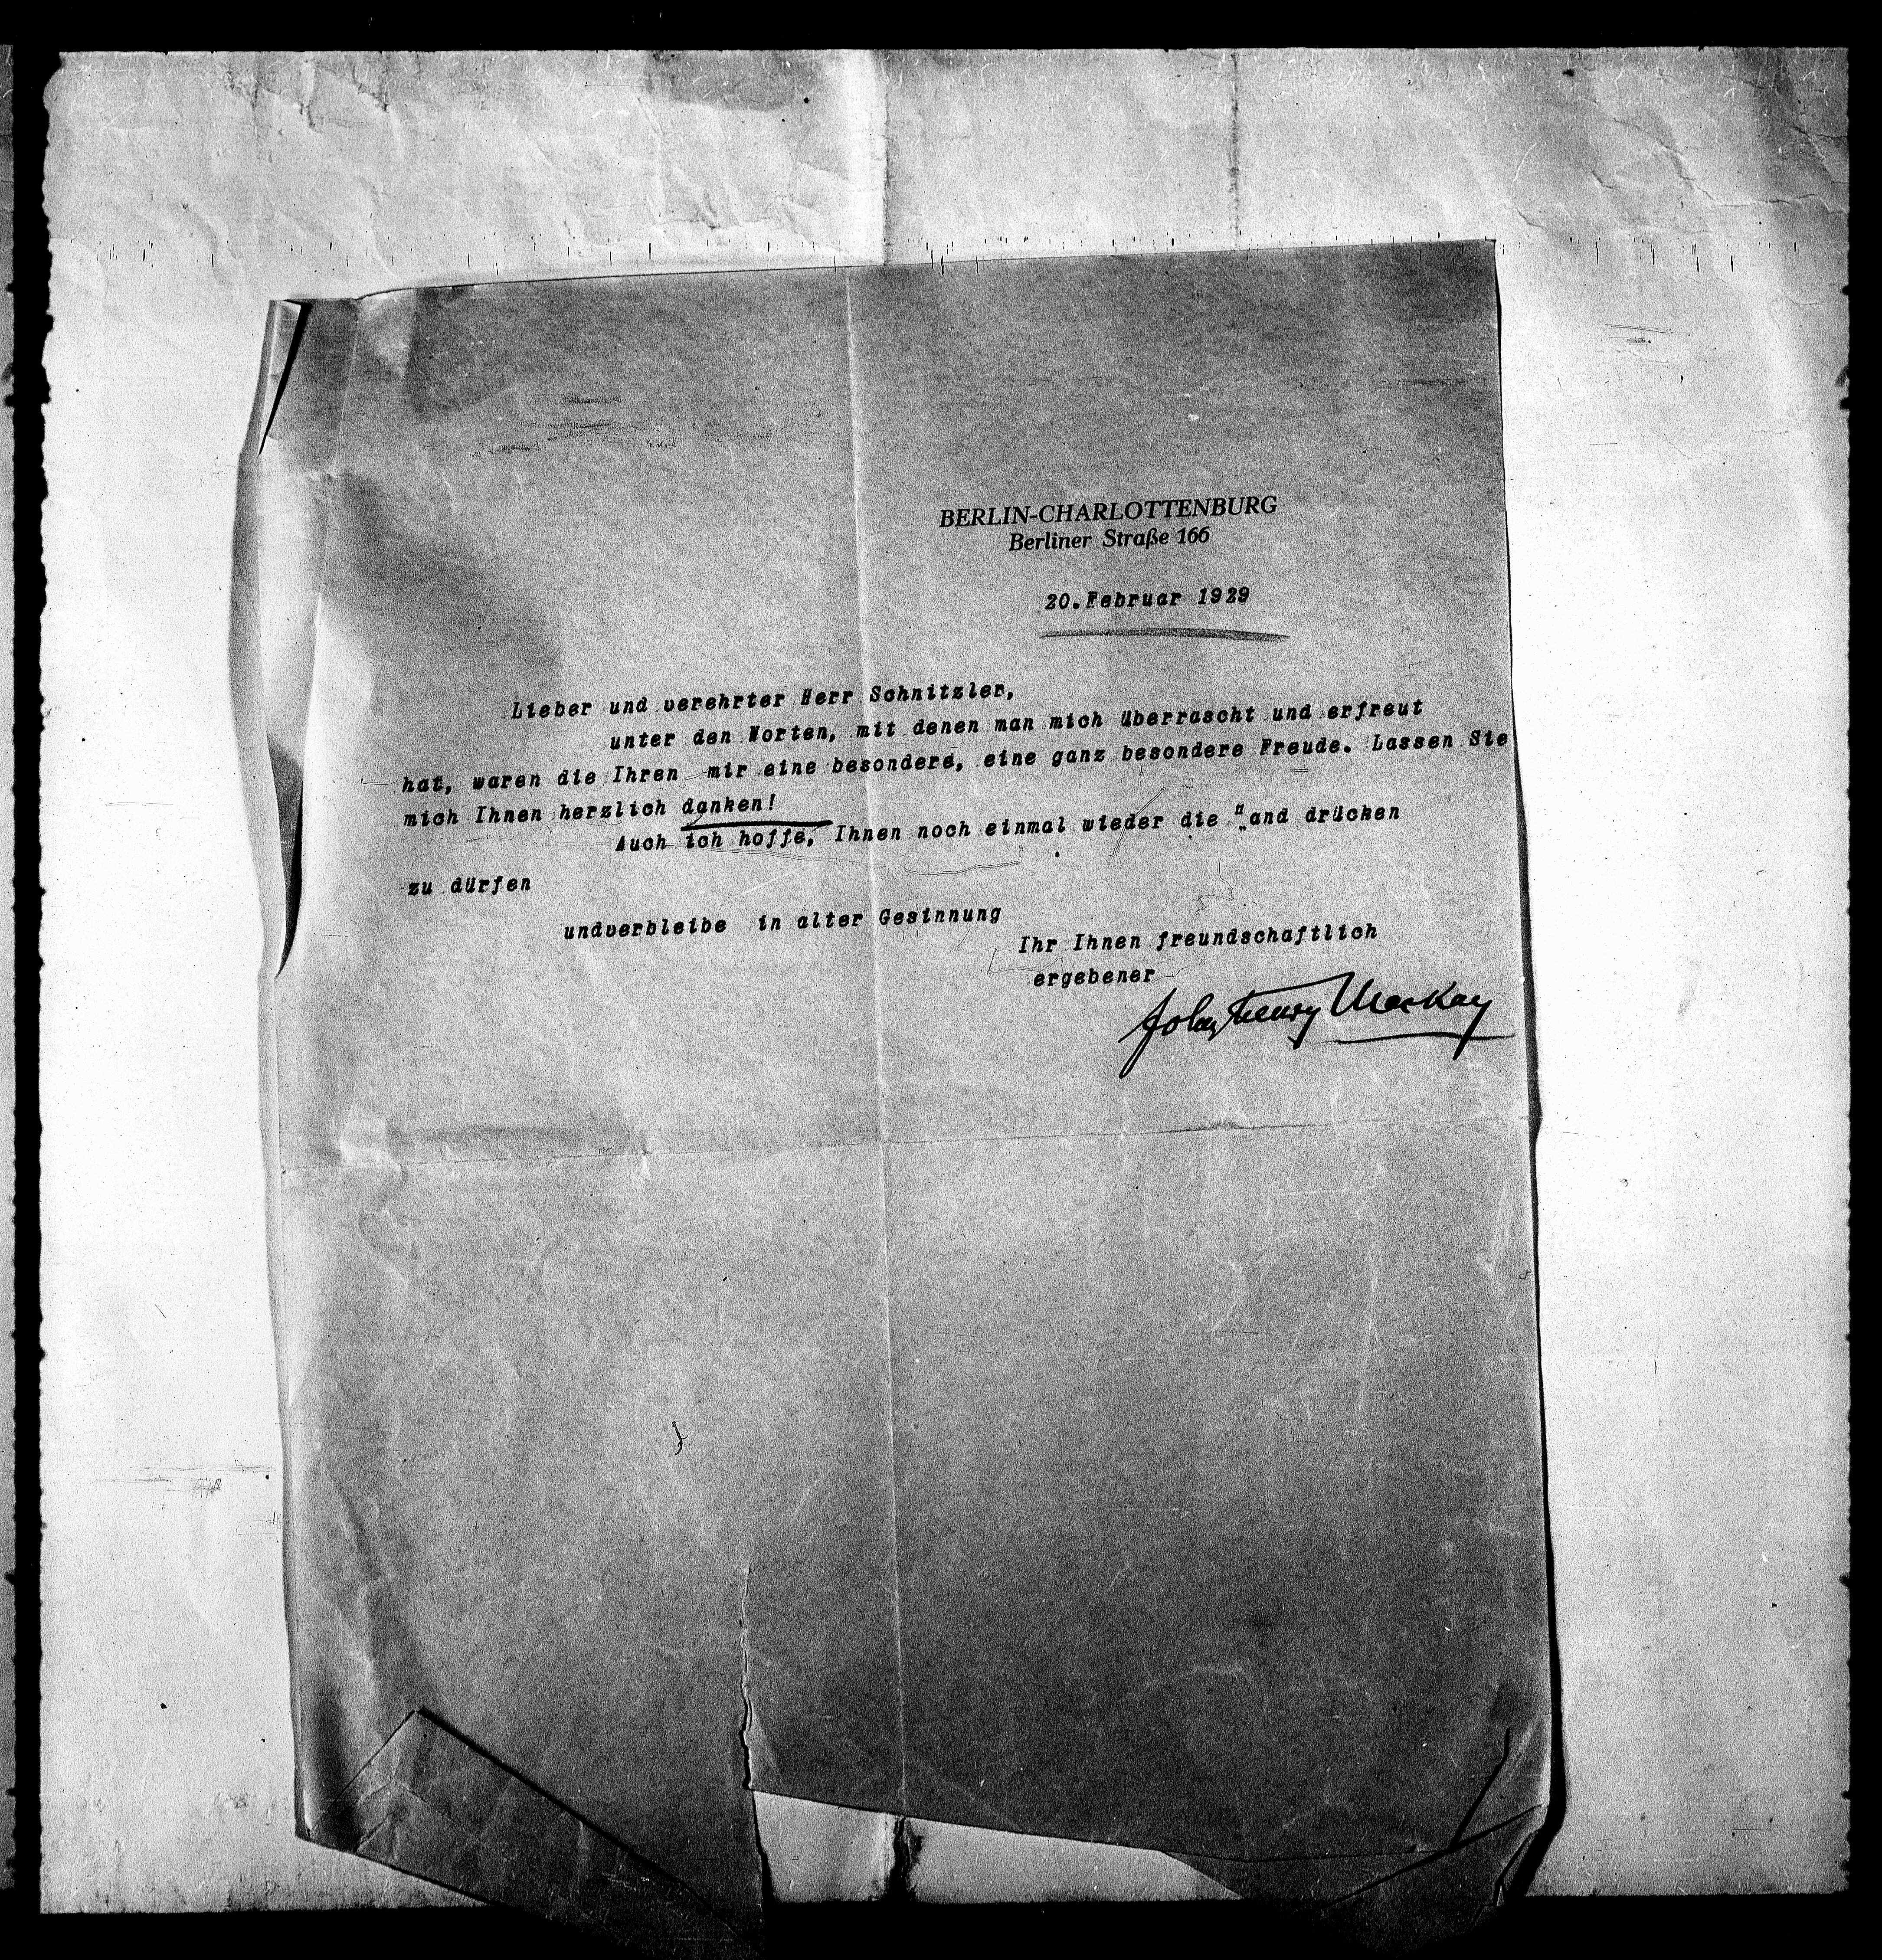 BERLIN-CHARLOTTENBURG
Berliner Straße 166
20.Februar 1929
Lieber und verehrter Herr Schnitzler,
unter den Worten, mit denen man mich überrascht und erfreut
hat, waren die Ihren mir eine besondere, eine ganz besondere Freude. Lassen Sie
mich Ihnen herzlich danken!
Auch ich hoffe, Ihnen noch einmal wieder die Hand drücken
zu dürfen
undverbleibe in alter Gesinnung
Ihr Ihnen freundschaftlich
ergebener
John Henry Mackay